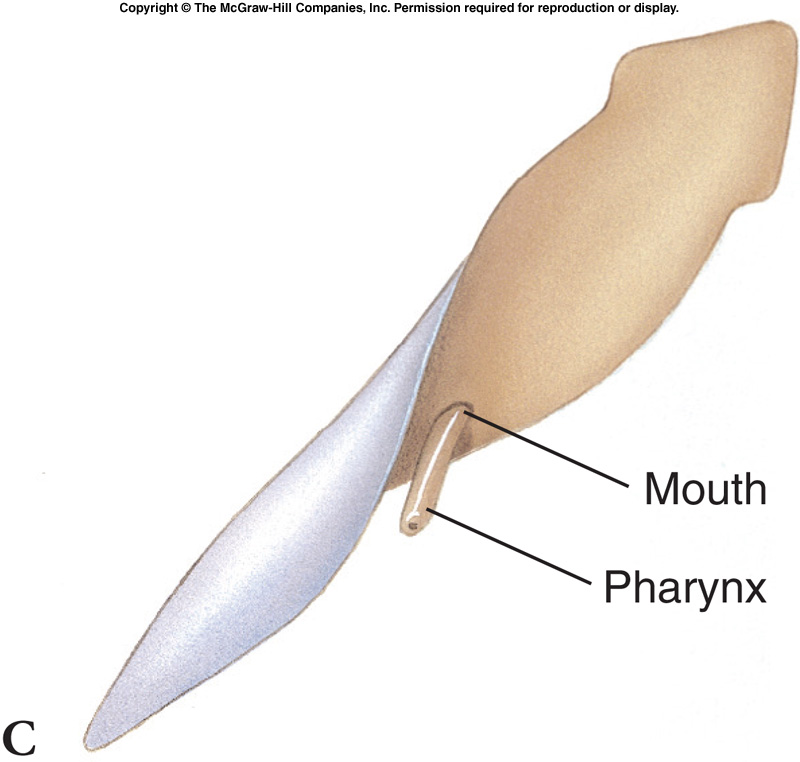 Copyright © The McGraw-Hill Companies, Inc. Permission required for reproduction or display.
Mouth
Pharynx
C